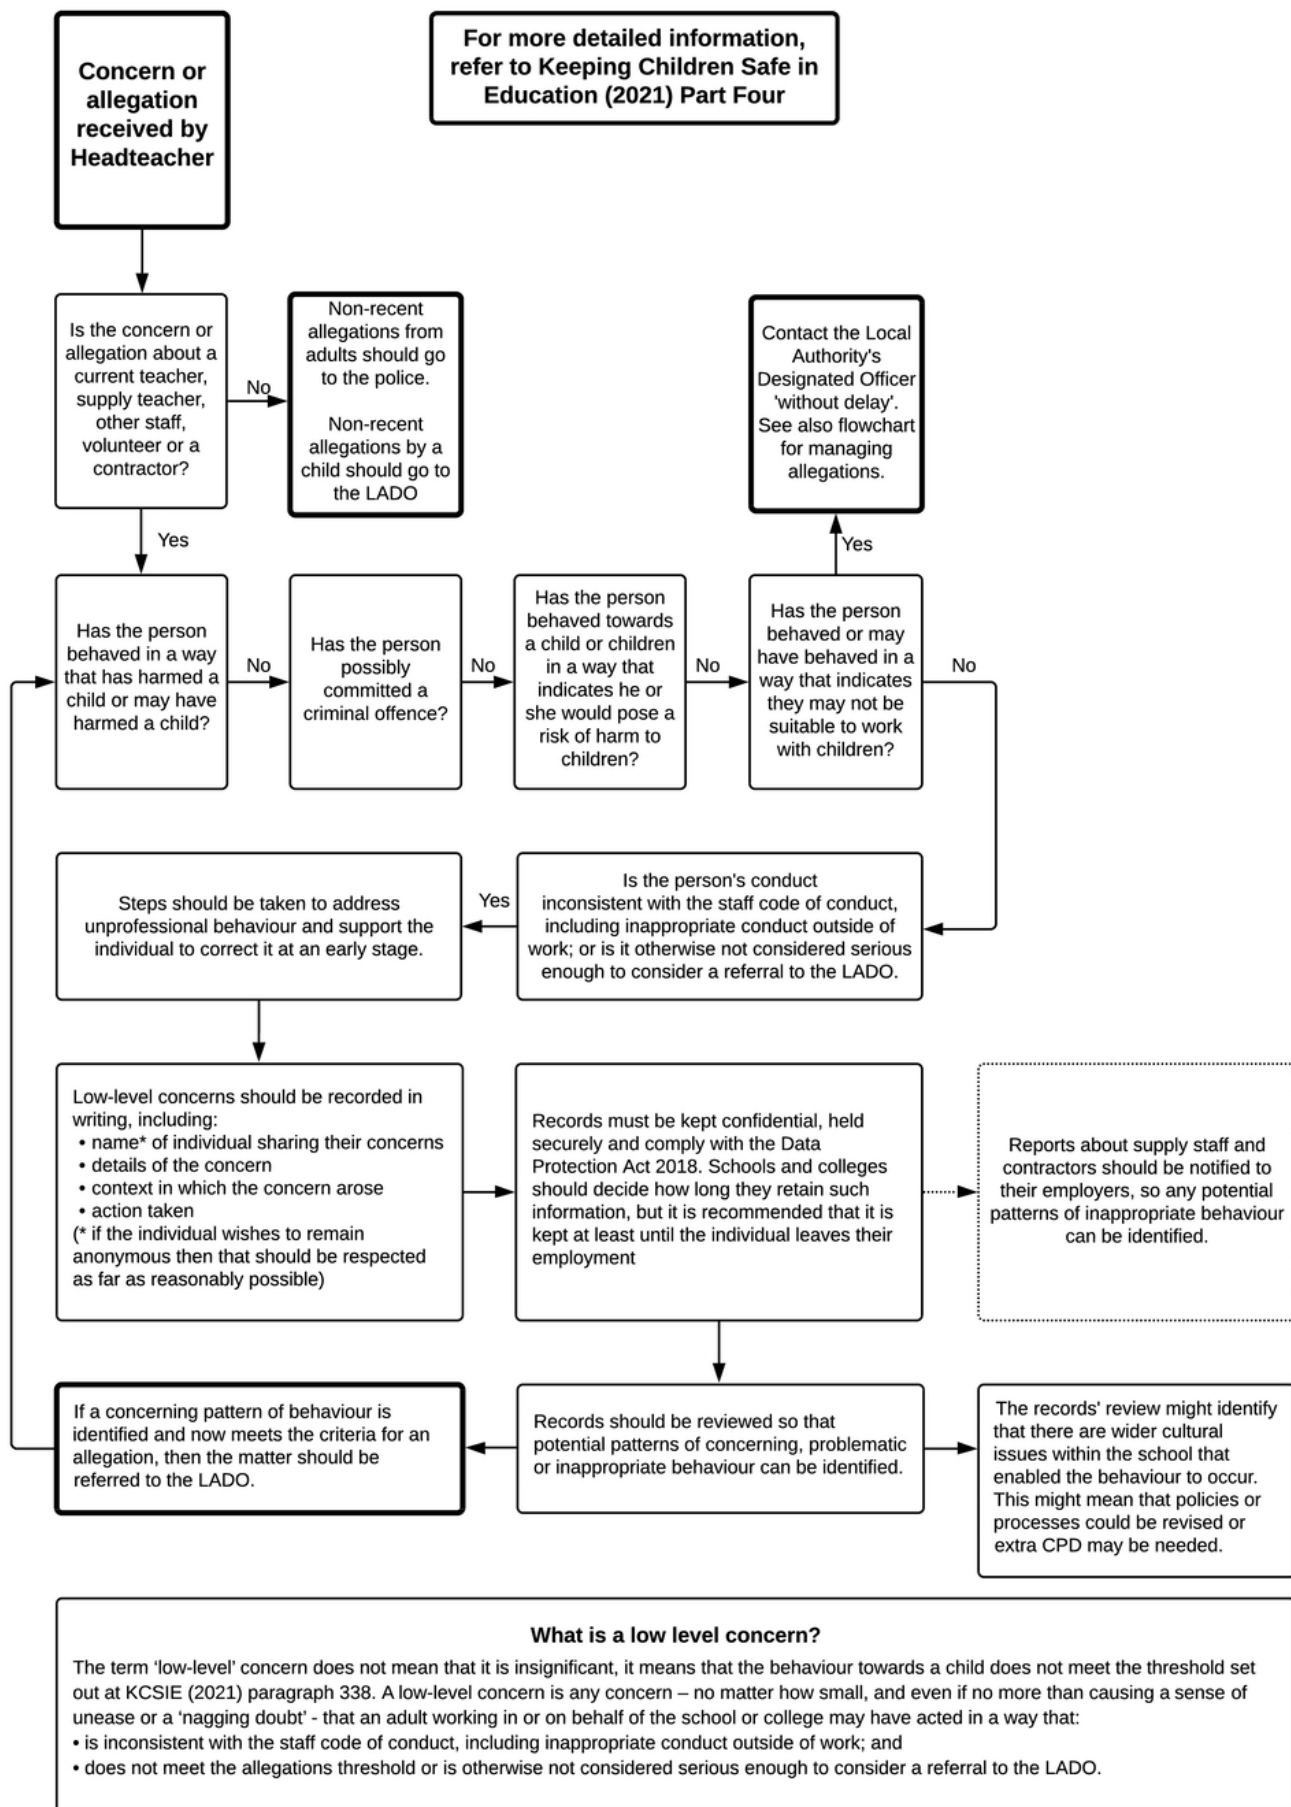 Concern or
allegation
received by
Headteacher
For more detailed information,
refer to Keeping Children Safe in
Education (2021) Part Four
Is the concern or
allegation about a
current teacher,
supply teacher,
other staff,
volunteer or a
contractor?
No
Non-recent
allegations from
adults should go
to the police.
Non-recent
allegations by a
child should go to
the LADO
Contact the Local
Authority's
Designated Officer
'without delay'.
See also flowchart
for managing
allegations.
Yes
Yes
Has the person
behaved in a way
that has harmed a
child or may have
harmed a child?
No
Has the person
possibly
committed a
criminal offence?
No
Has the person
behaved towards
a child or children
in a way that
indicates he or
she would pose a
risk of harm to
children?
No
Has the person
behaved or may
have behaved in a
way that indicates
they may not be
suitable to work
with children?
No
Is the person's conduct
inconsistent with the staff code of conduct,
including inappropriate conduct outside of
work; or is it otherwise not considered serious
enough to consider a referral to the LADO.
Yes
Steps should be taken to address
unprofessional behaviour and support the
individual to correct it at an early stage.
Low-level concerns should be recorded in
writing, including:
• name* of individual sharing their concerns
• details of the concern
• context in which the concern arose
• action taken
(* if the individual wishes to remain
anonymous then that should be respected
as far as reasonably possible)
Records must be kept confidential, held
securely and comply with the Data
Protection Act 2018. Schools and colleges
should decide how long they retain such
information, but it is recommended that it is
kept at least until the individual leaves their
employment
Reports about supply staff and
contractors should be notified to
their employers, so any potential
patterns of inappropriate behaviour
can be identified.
If a concerning pattern of behaviour is
identified and now meets the criteria for an
allegation, then the matter should be
referred to the LADO.
Records should be reviewed so that
potential patterns of concerning, problematic
or inappropriate behaviour can be identified.
The records' review might identify
that there are wider cultural
issues within the school that
enabled the behaviour to occur.
This might mean that policies or
processes could be revised or
extra CPD may be needed.
What is a low level concern?
The term ‘low-level’ concern does not mean that it is insignificant, it means that the behaviour towards a child does not meet the threshold set
out at KCSIE (2021) paragraph 338. A low-level concern is any concern – no matter how small, and even if no more than causing a sense of
unease or a ‘nagging doubt’ - that an adult working in or on behalf of the school or college may have acted in a way that:
• is inconsistent with the staff code of conduct, including inappropriate conduct outside of work; and
• does not meet the allegations threshold or is otherwise not considered serious enough to consider a referral to the LADO.